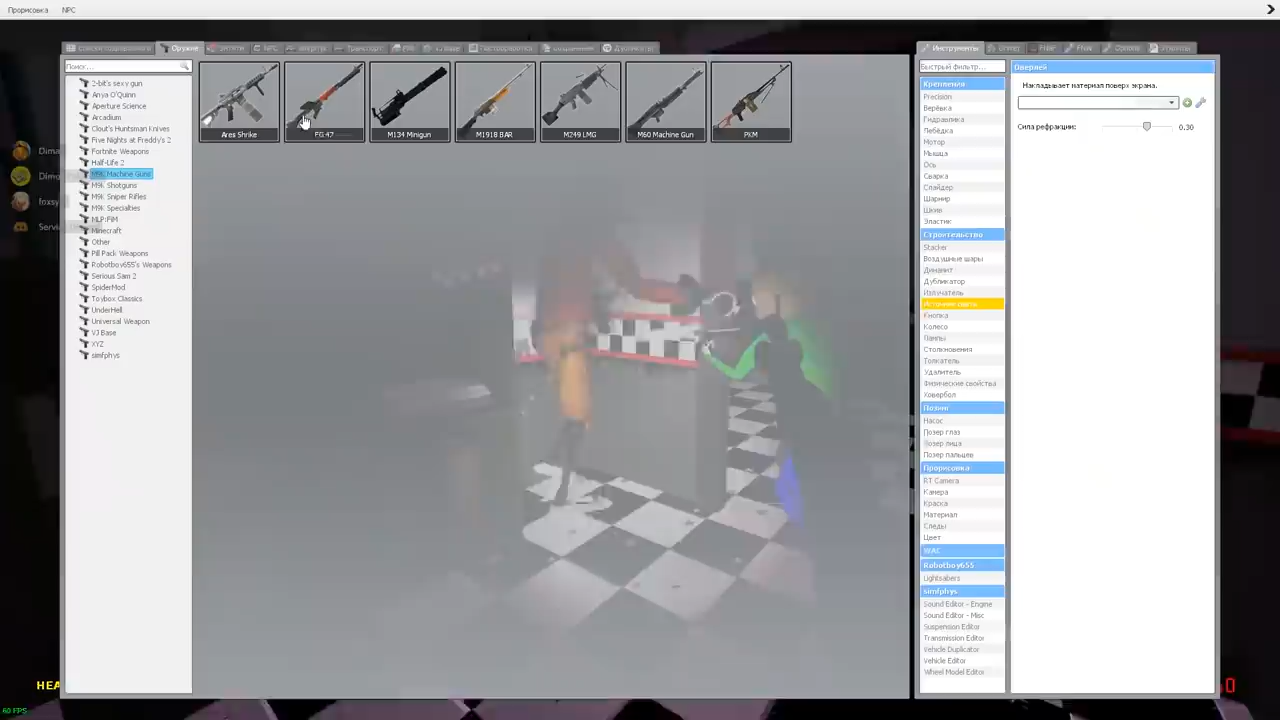 Прорисовка NPC
Оружие
NPC
Поиск...
2-bit's sexy gun
Anya O'Quinn
Aperture Science
Arcadium
Clout's Huntsman Knives
Five Nights at Freddy's 2
Fortnite Weapons
Half-Life 2
M9K Machine Guns
M9k Shotguns
M9k Sniper Rifles
M9k Specialties
MLP:FiM
Minecraft
Other
Pill Pack Weapons
Robotboy655's Weapons
Serious Sam 2
SpiderMod
Toybox Classics
UnderHell
Universal Weapon
VJ Base
XYZ
simfphys
Ares Shrike
FG 47
M134 Minigun
M1918 BAR
M249 LMG
M60 Machine Gun
PKM
Инструменты
Быстрый фильтр...
Крепления
Precision
Верёвка
Гидравлика
Лебёдка
Мотор
Мышца
Ось
Сварка
Слайдер
Шарнир
Шкив
Эластик
Строительство
Stacker
Воздушные шары
Динамит
Дубликатор
Излучатель
Источник света
Кнопка
Колесо
Лампы
Столкновения
Толкатель
Удалитель
Физические свойства
Ховербол
Позинг
Насос
Позер глаз
Позер лица
Позер пальцев
Прорисовка
RT Camera
Камера
Краска
Материал
Следы
Цвет
WAC
Robotboy655
Lightsabers
simfphys
Sound Editor - Engine
Sound Editor - Misc
Suspension Editor
Transmission Editor
Vehicle Duplicator
Vehicle Editor
Wheel Model Editor
Оверлей
Накладывает материал поверх экрана.
Сила рефракции: 0.30
Dima
Dimo
foxsy
Servi
HEA
0
60 FPS